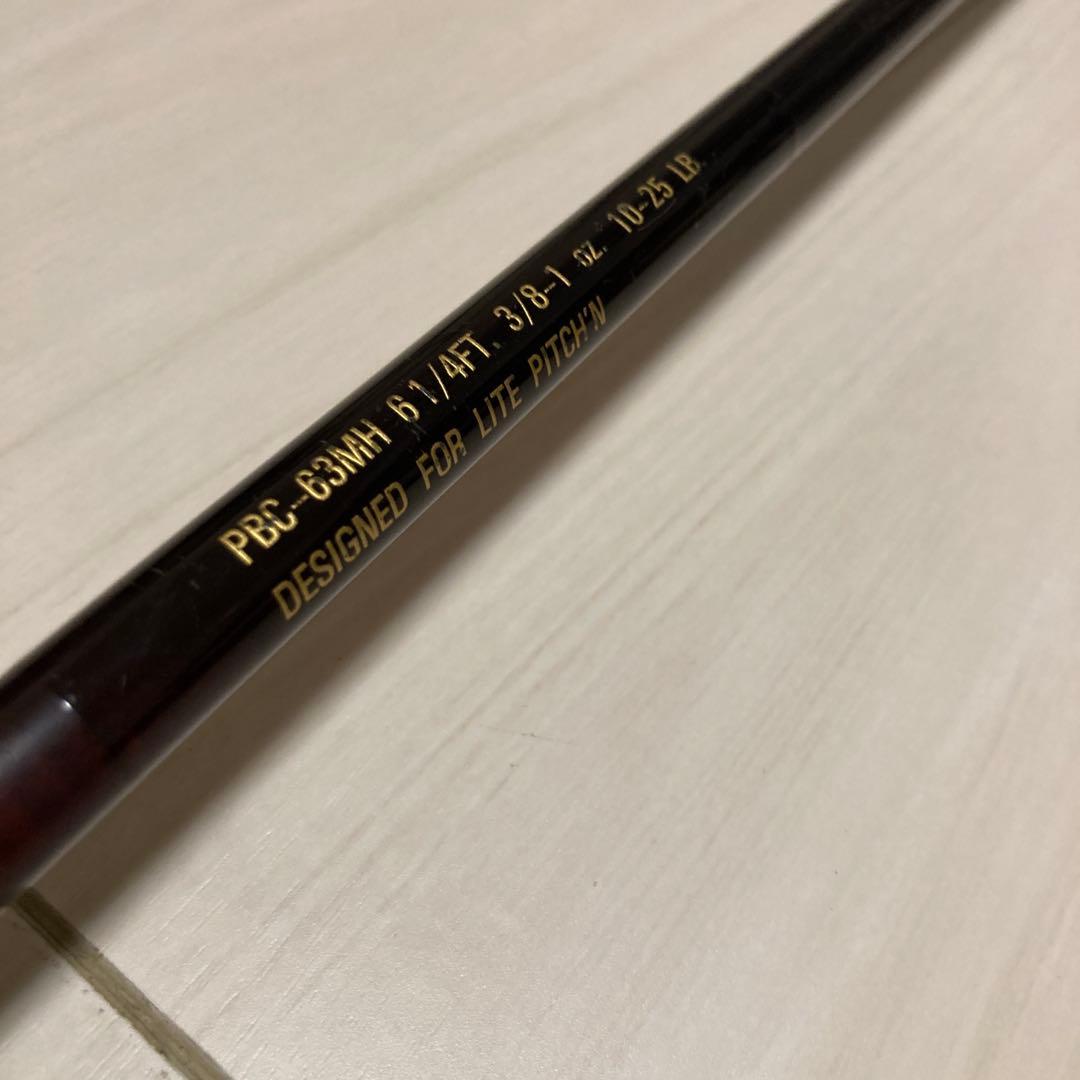 PBC-63MH 6 1/4FT. 3/8-1 oz. 10-25 LB.
DESIGNED FOR LITE PITCH'N